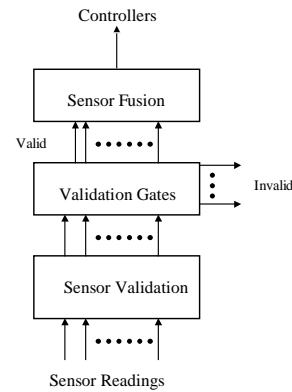 Controllers
Sensor Fusion
Valid
Validation Gates
Invalid
Sensor Validation
Sensor Readings